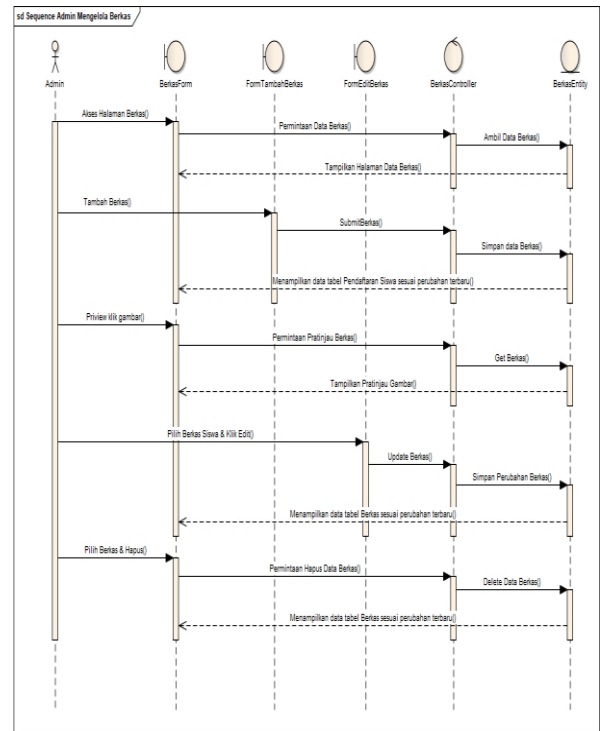 sd Sequence Admin Mengelola Berkas
Admin
BerkasForm
FormTambahBerkas
FormEditBerkas
BerkasController
BerkasEntity
Akses Halaman Berkas()
Permintaan Data Berkas()
Ambil Data Berkas()
Tampilkan Halaman Data Berkas()
Tambah Berkas()
SubmitBerkas()
Simpan data Berkas()
Menampilkan data tabel Pendaftaran Siswa sesuai perubahan terbaru()
Priview klik gambar()
Permintaan Pratinjau Berkas()
Get Berkas()
Tampilkan Pratinjau Gambar()
Pilih Berkas Siswa & Klik Edit()
Update Berkas()
Simpan Perubahan Berkas()
Menampilkan data tabel Berkas sesuai perubahan terbaru()
Pilih Berkas & Hapus()
Permintaan Hapus Data Berkas()
Delete Data Berkas()
Menampilkan data tabel Berkas sesuai perubahan terbaru()